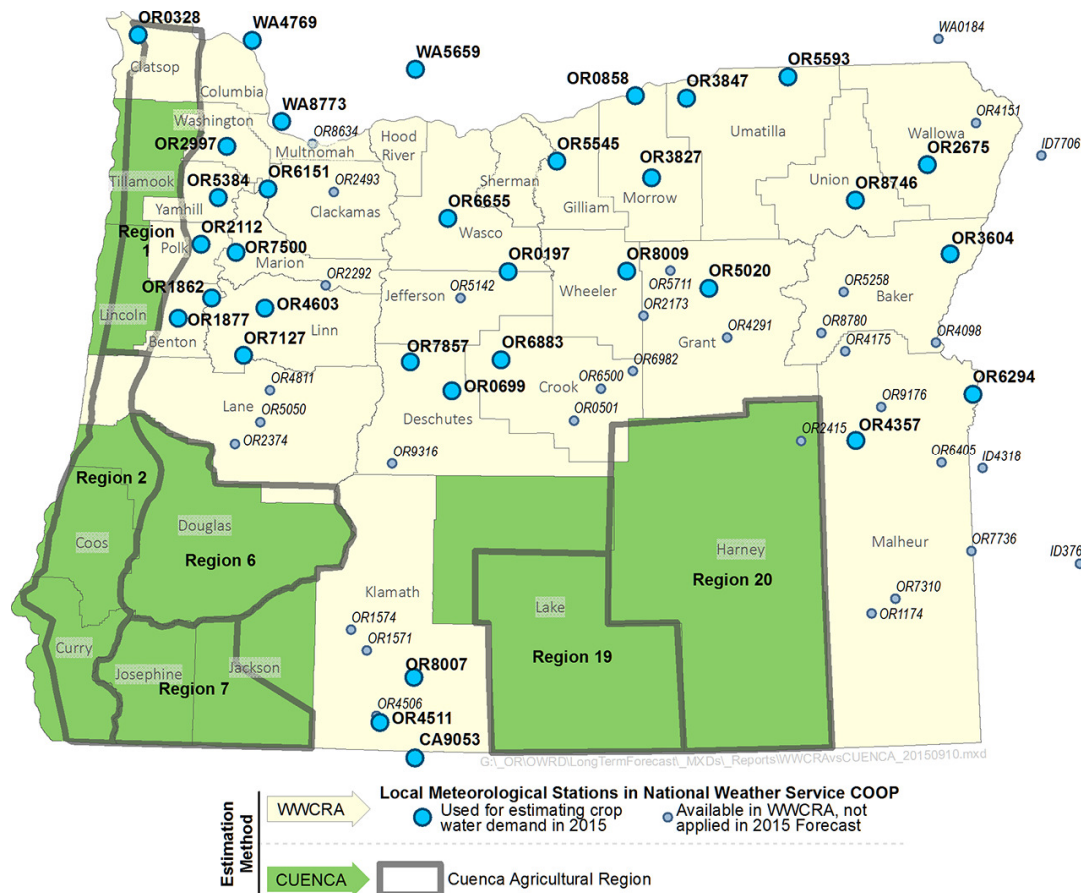 OR0328
WA4769
WA0184
Clatsop
WA5659
OR5593
Columbia
OR0858
OR3847
WA8773
OR4151
Washington
OR8634
Hood
River
Umatilla
Wallowa
OR2997
Multnomah
OR5545
OR2675
ID7706
OR3827
Tillamook
OR5384
OR6151
OR2493
Sherman
Union
OR8746
Yamhill
Clackamas
OR6655
Gilliam
Morrow
Region
1
OR2112
Wasco
Polk
OR7500
Marion
OR0197
OR8009
OR3604
OR2292
OR5711
OR5020
OR5258
OR1862
Jefferson
OR5142
Wheeler
Baker
Lincoln
OR4603
OR2173
OR1877
Linn
OR8780
OR4098
Benton
OR7127
OR4291
Grant
OR4175
OR7857
OR6883
OR6982
OR4811
Crook
OR6500
OR6294
OR0699
OR9176
Lane
OR5050
Deschutes
OR0501
OR2374
OR2415
OR4357
OR9316
OR6405
ID4318
Region 2
Douglas
Coos
Region 6
Harney
Malheur
OR7736
ID376
Region 20
Klamath
OR7310
Lake
OR1574
OR1174
Curry
OR1571
Region 19
Josephine
Jackson
OR8007
Region 7
OR4506
OR4511
CA9053
G:\_OR\OWRD\LongTermForecast\_MXDs\_Reports\WWCRAvsCUENCA_20150910.mxd
Estimation
Method
WWCRA
Local Meteorological Stations in National Weather Service COOP
Used for estimating crop
water demand in 2015
Available in WWCRA, not
applied in 2015 Forecast
CUENCA
Cuenca Agricultural Region